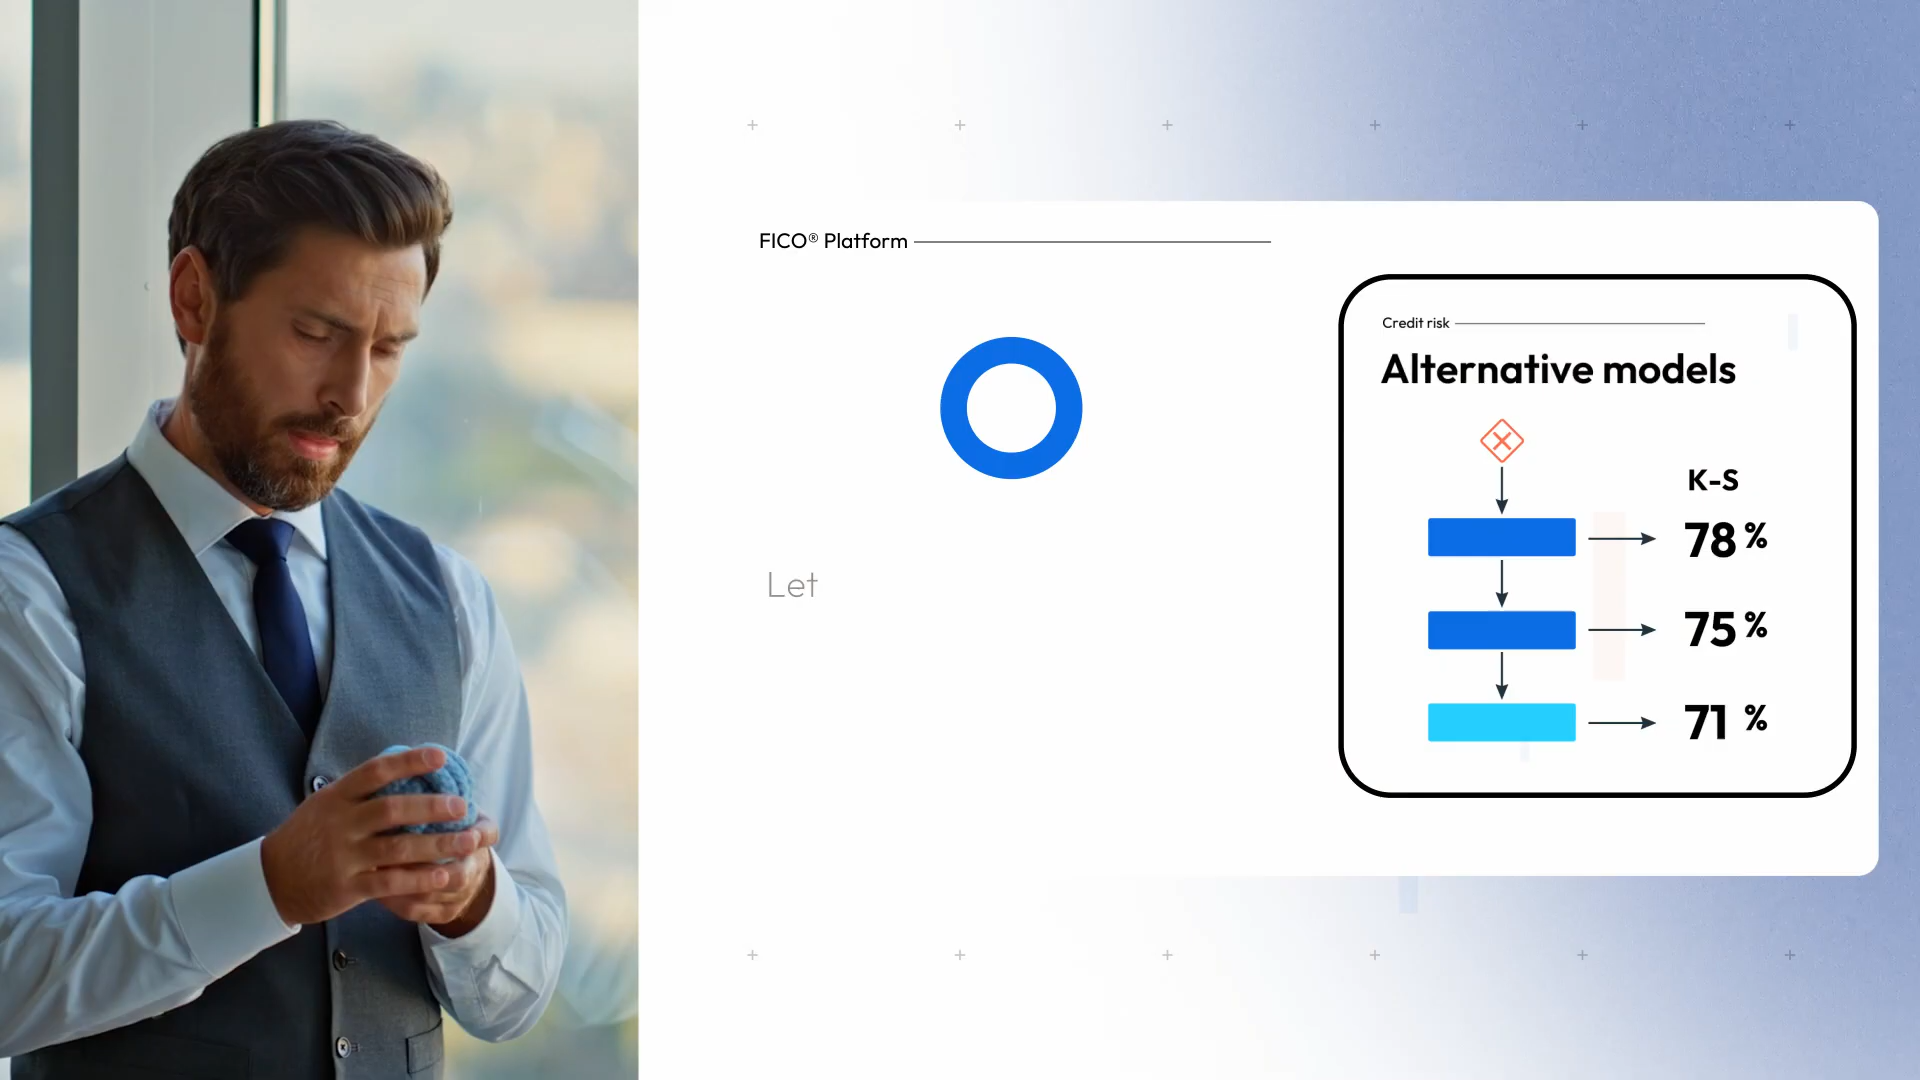 FICO® Platform
Let
Credit risk
Alternative models
K-S
78 %
75 %
71 %